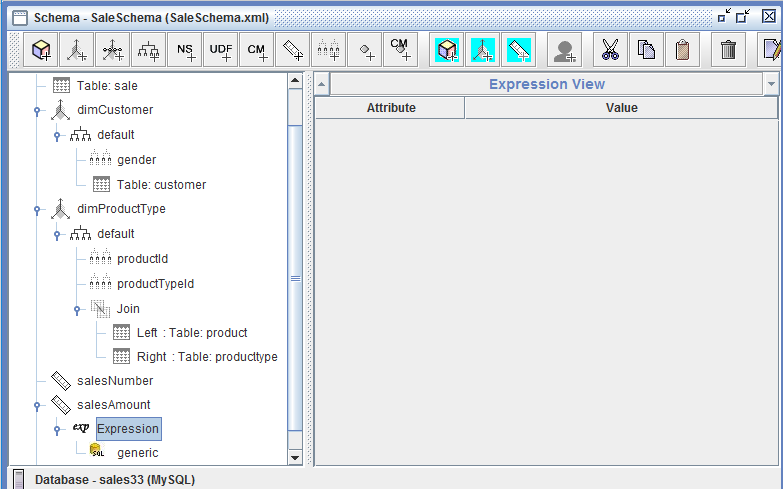 Schema - SaleSchema (SaleSchema.xml)
NS UDF CM CM
Table: sale
dimCustomer
default
gender
Table: customer
dimProductType
default
productId
productTypeId
Join
Left : Table: product
Right : Table: producttype
salesNumber
salesAmount
exp Expression
SQL generic
Expression View
Attribute Value
Database - sales33 (MySQL)